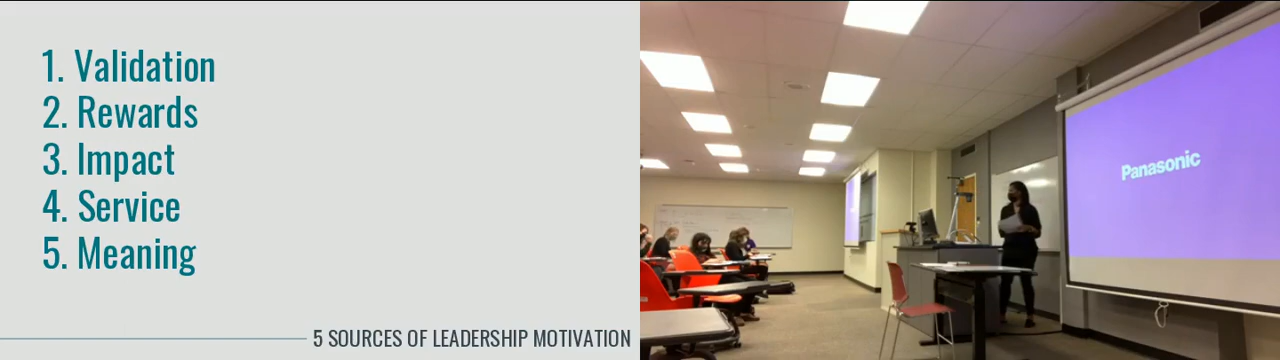 1. Validation
2. Rewards
3. Impact
4. Service
5. Meaning
5 SOURCES OF LEADERSHIP MOTIVATION
Panasonic